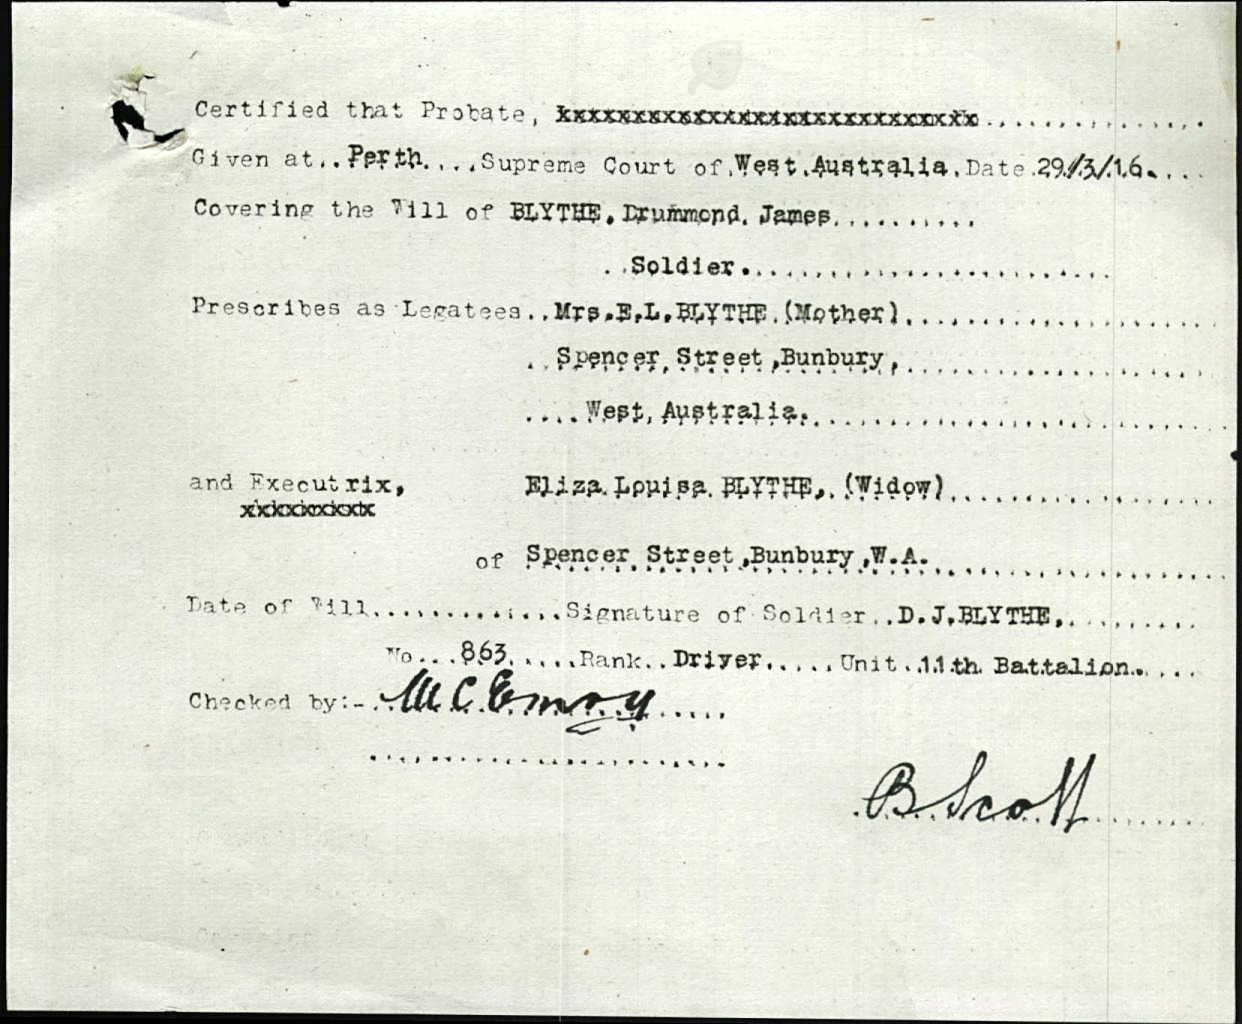 Certified that Probate, xxxxxxxxxxxxxxxxxxxxxxxxxxxx..............
Given at..Perth....Supreme Court of.West.Australia.Date.29./3/.16....
Covering the Will of BLYTHE. Drummond. James..........
..Soldier.......................
Prescribes as Legatees..Mrs.E.L.BLYTHE.(Mother)....................
..Spencer Street,Bunbury,....................
....West, Australia...........................
and Executrix,
xxxxxxxxx
Eliza Louisa BLYTHE,.(Widow)..................
of Spencer Street,Bunbury,W.A...................
Date of Will.............Signature of Soldier..D.J.BLYTHE,.........
No...863.....Rank..Driver.....Unit..11th Battalion.....
Checked by:-..M C Emory.....
........................
B Scott